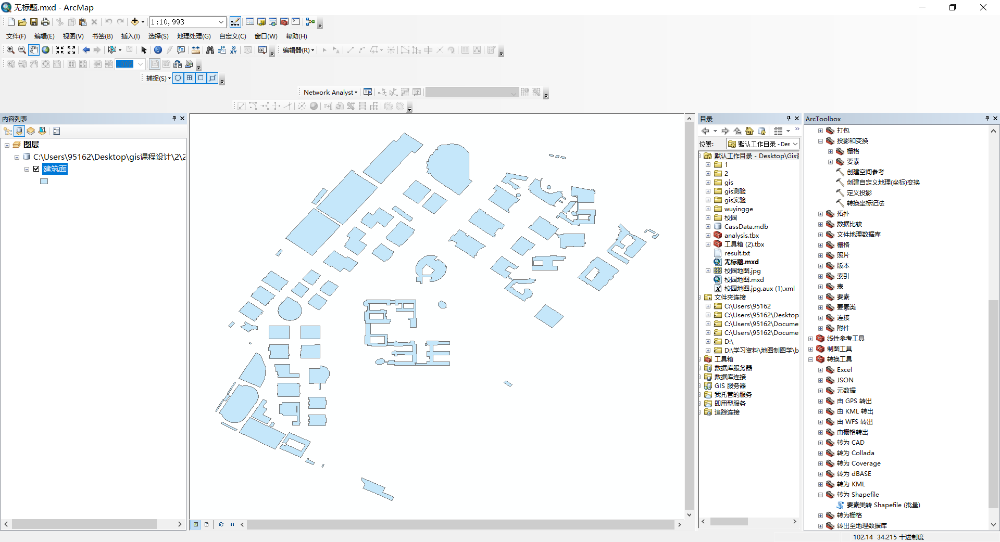 无标题.mxd - ArcMap
1:10,993
文件(F) 编辑(E) 视图(V) 书签(B) 插入(I) 选择(S) 地理处理(G) 自定义(C) 窗口(W) 帮助(H)
编辑器(R)
100%
捕捉(S)
Network Analyst
内容列表
图层
C:\Users\95162\Desktop\gis课程设计\2\2
建筑面
目录
位置: 默认工作目录 - Des
默认工作目录 - Desktop\Gis
1
2
gis
gis测验
gis实验
wuyingge
校园
CassData.mdb
analysis.tbx
工具箱 (2).tbx
result.txt
无标题.mxd
校园地图.jpg
校园地图.mxd
校园地图.jpg.aux (1).xml
文件夹连接
C:\Users\95162
C:\Users\95162\Desktop
C:\Users\95162\Docume
C:\Users\95162\Docume
D:\
D:\学习资料\地图制图学\b
工具箱
数据库服务器
数据库连接
GIS 服务器
我托管的服务
即用型服务
追踪连接
ArcToolbox
打包
投影和变换
栅格
要素
创建空间参考
创建自定义地理(坐标)变换
定义投影
转换坐标记法
拓扑
数据比较
文件地理数据库
栅格
照片
版本
索引
表
要素
要素类
连接
附件
线性参考工具
制图工具
转换工具
Excel
JSON
元数据
由 GPS 转出
由 KML 转出
由 WFS 转出
由栅格转出
转为 CAD
转为 Collada
转为 Coverage
转为 dBASE
转为 KML
转为 Shapefile
要素类转 Shapefile (批量)
转为栅格
转出至地理数据库
102.14 34.215 十进制度